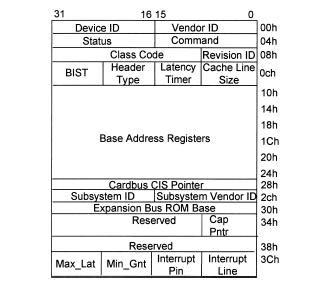 31 16 15 0
Device ID Vendor ID 00h
Status Command 04h
Class Code Revision ID 08h
BIST Header Type Latency Timer Cache Line Size 0ch
10h
14h
18h
Base Address Registers 1Ch
20h
24h
Cardbus CIS Pointer 28h
Subsystem ID Subsystem Vendor ID 2ch
Expansion Bus ROM Base 30h
Reserved Cap Pntr 34h
Reserved 38h
Max_Lat Min_Gnt Interrupt Pin Interrupt Line 3Ch